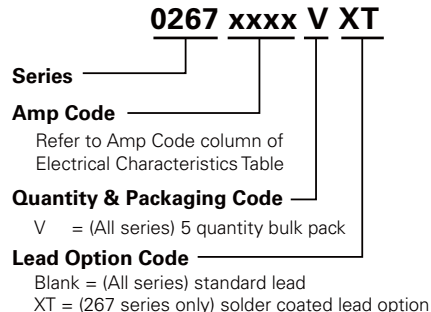 0267 xxxx V XT
Series
Amp Code
Refer to Amp Code column of
Electrical Characteristics Table
Quantity & Packaging Code
V = (All series) 5 quantity bulk pack
Lead Option Code
Blank = (All series) standard lead
XT = (267 series only) solder coated lead option